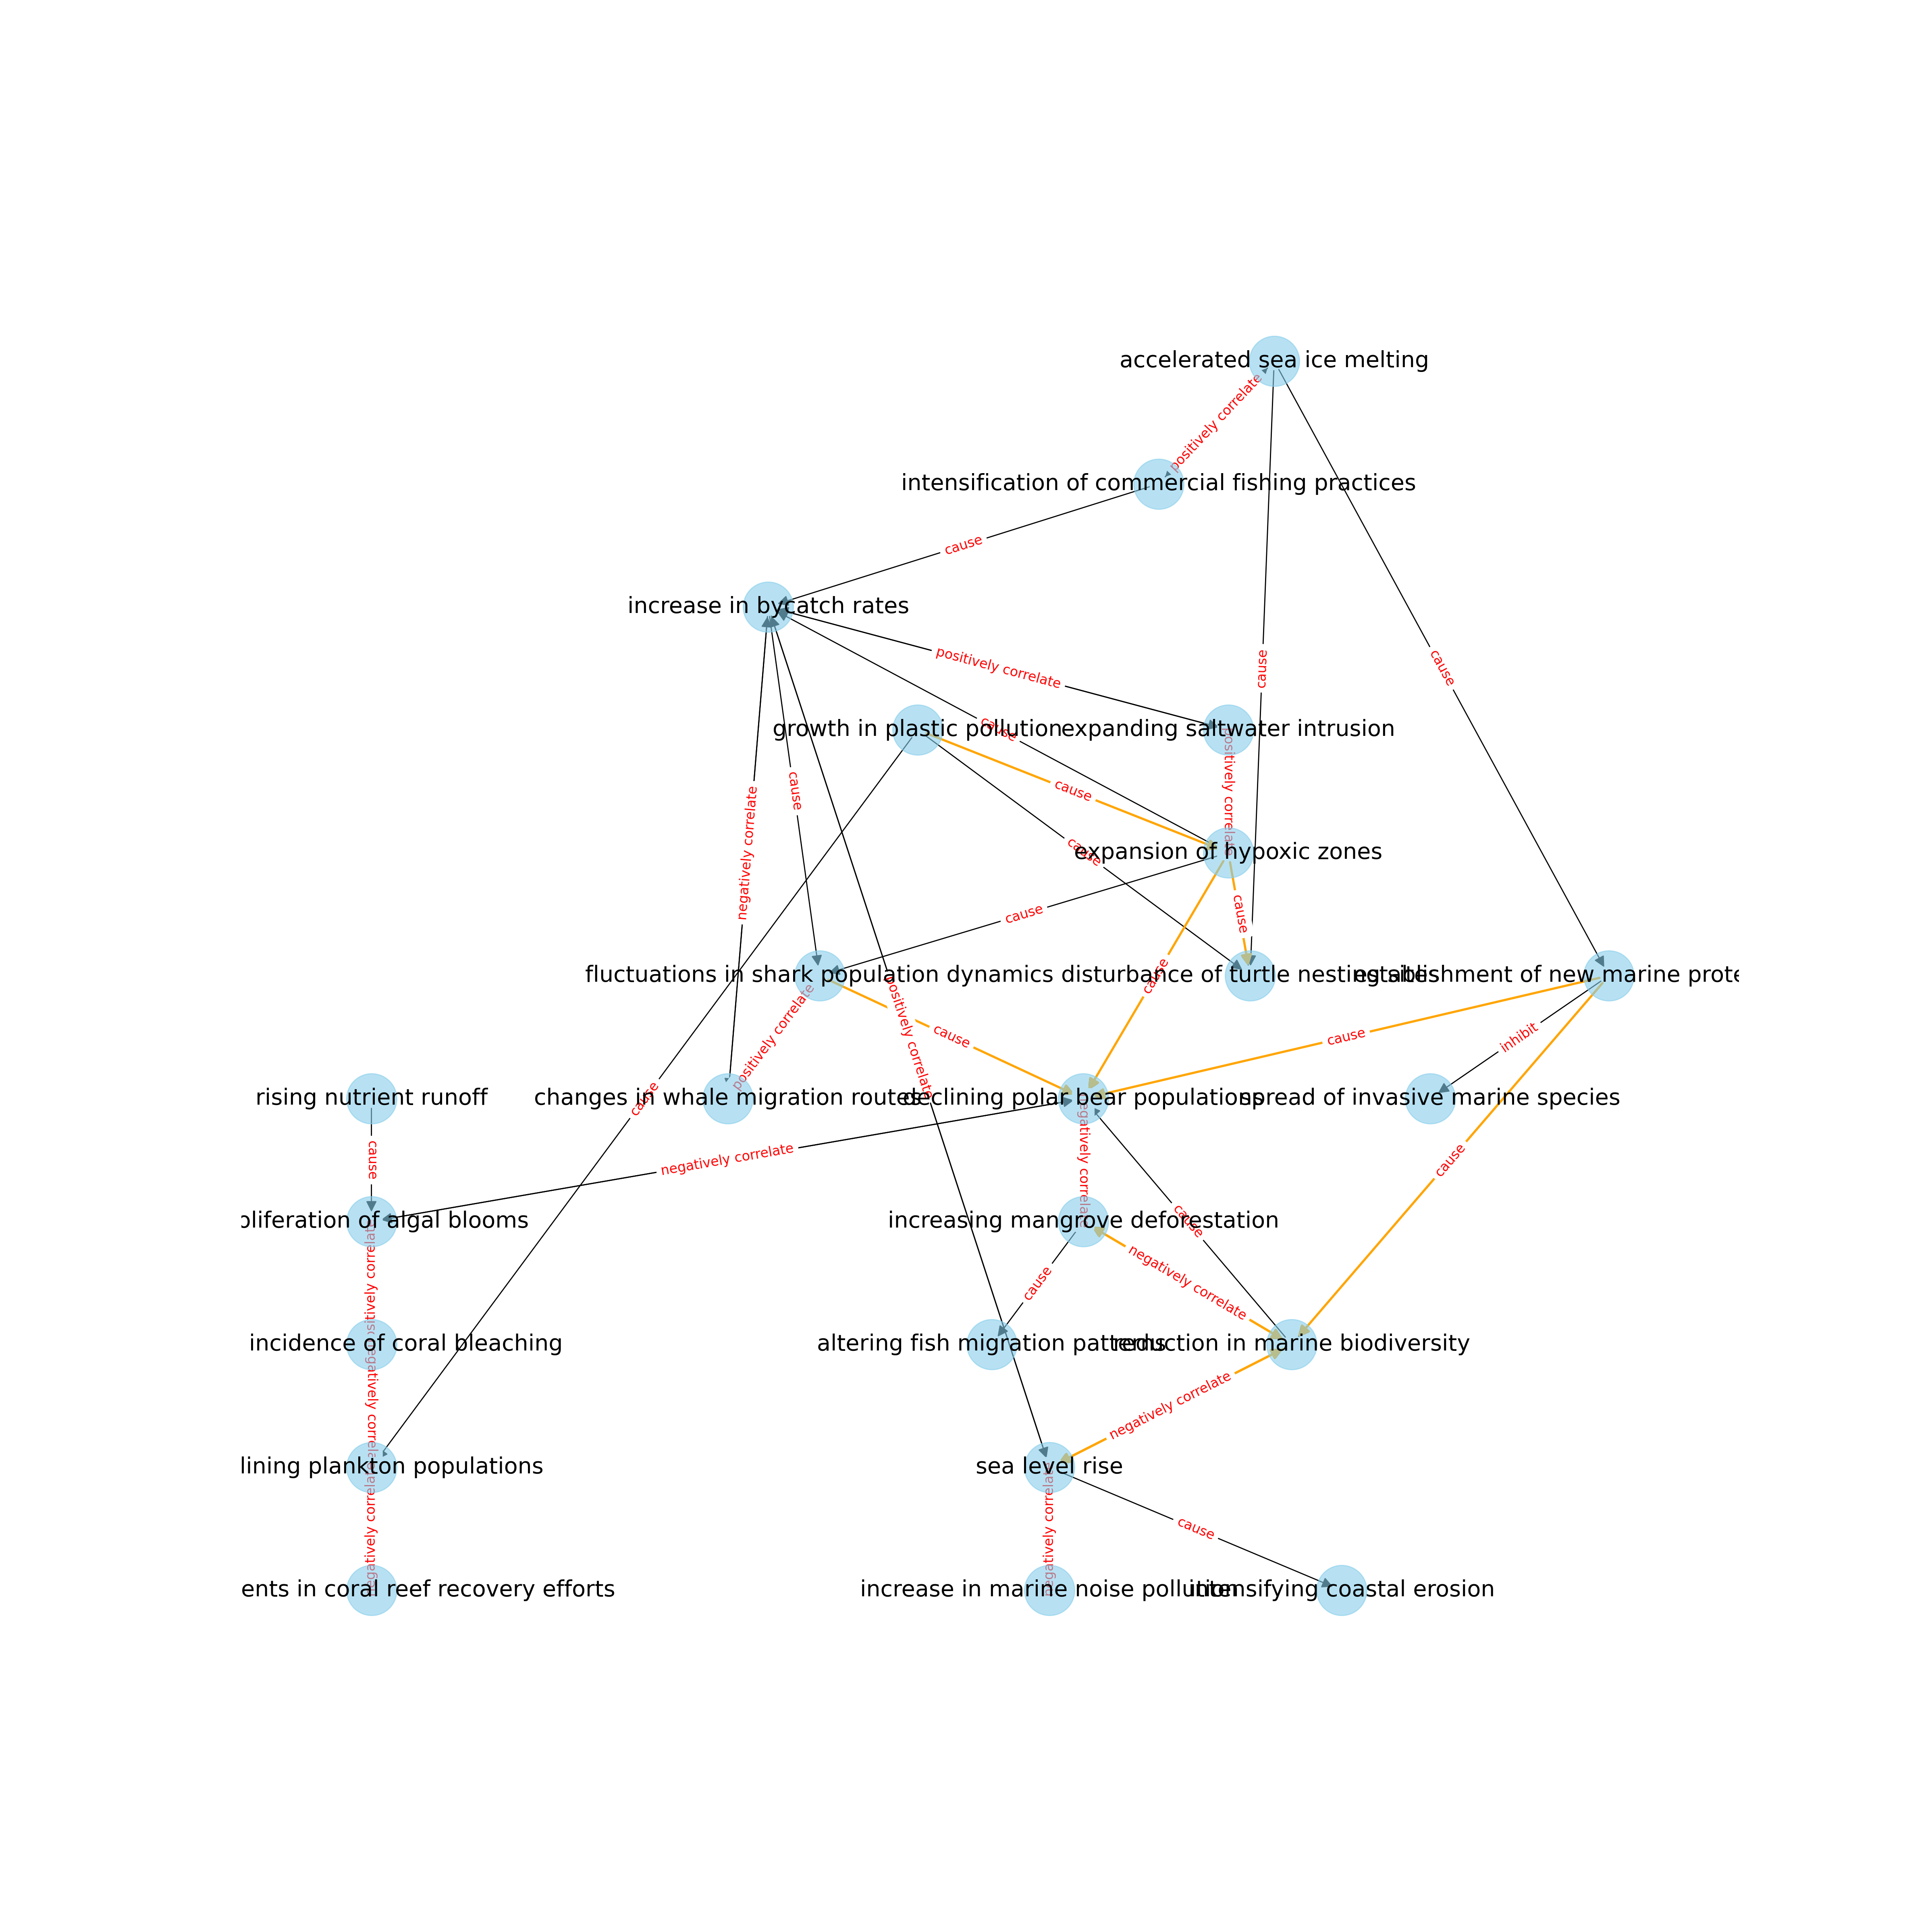 accelerated sea ice melting
positively correlate
intensification of commercial fishing practices
cause
increase in bycatch rates
cause
cause
positively correlate
growth in plastic pollution
cause
expanding saltwater intrusion
positively correlate
cause
cause
negatively correlate
cause
expansion of hypoxic zones
cause
cause
fluctuations in shark population dynamics
disturbance of turtle nesting sites
establishment of new marine prote
cause
positively correlate
positively correlate
cause
cause
inhibit
rising nutrient runoff
changes in whale migration routes
declining polar bear populations
spread of invasive marine species
cause
cause
negatively correlate
negatively correlate
cause
oliferation of algal blooms
increasing mangrove deforestation
cause
positively correlate
cause
negatively correlate
incidence of coral bleaching
altering fish migration patterns
reduction in marine biodiversity
negatively correlate
negatively correlate
lining plankton populations
sea level rise
negatively correlate
negatively correlate
cause
ents in coral reef recovery efforts
increase in marine noise pollution
intensifying coastal erosion